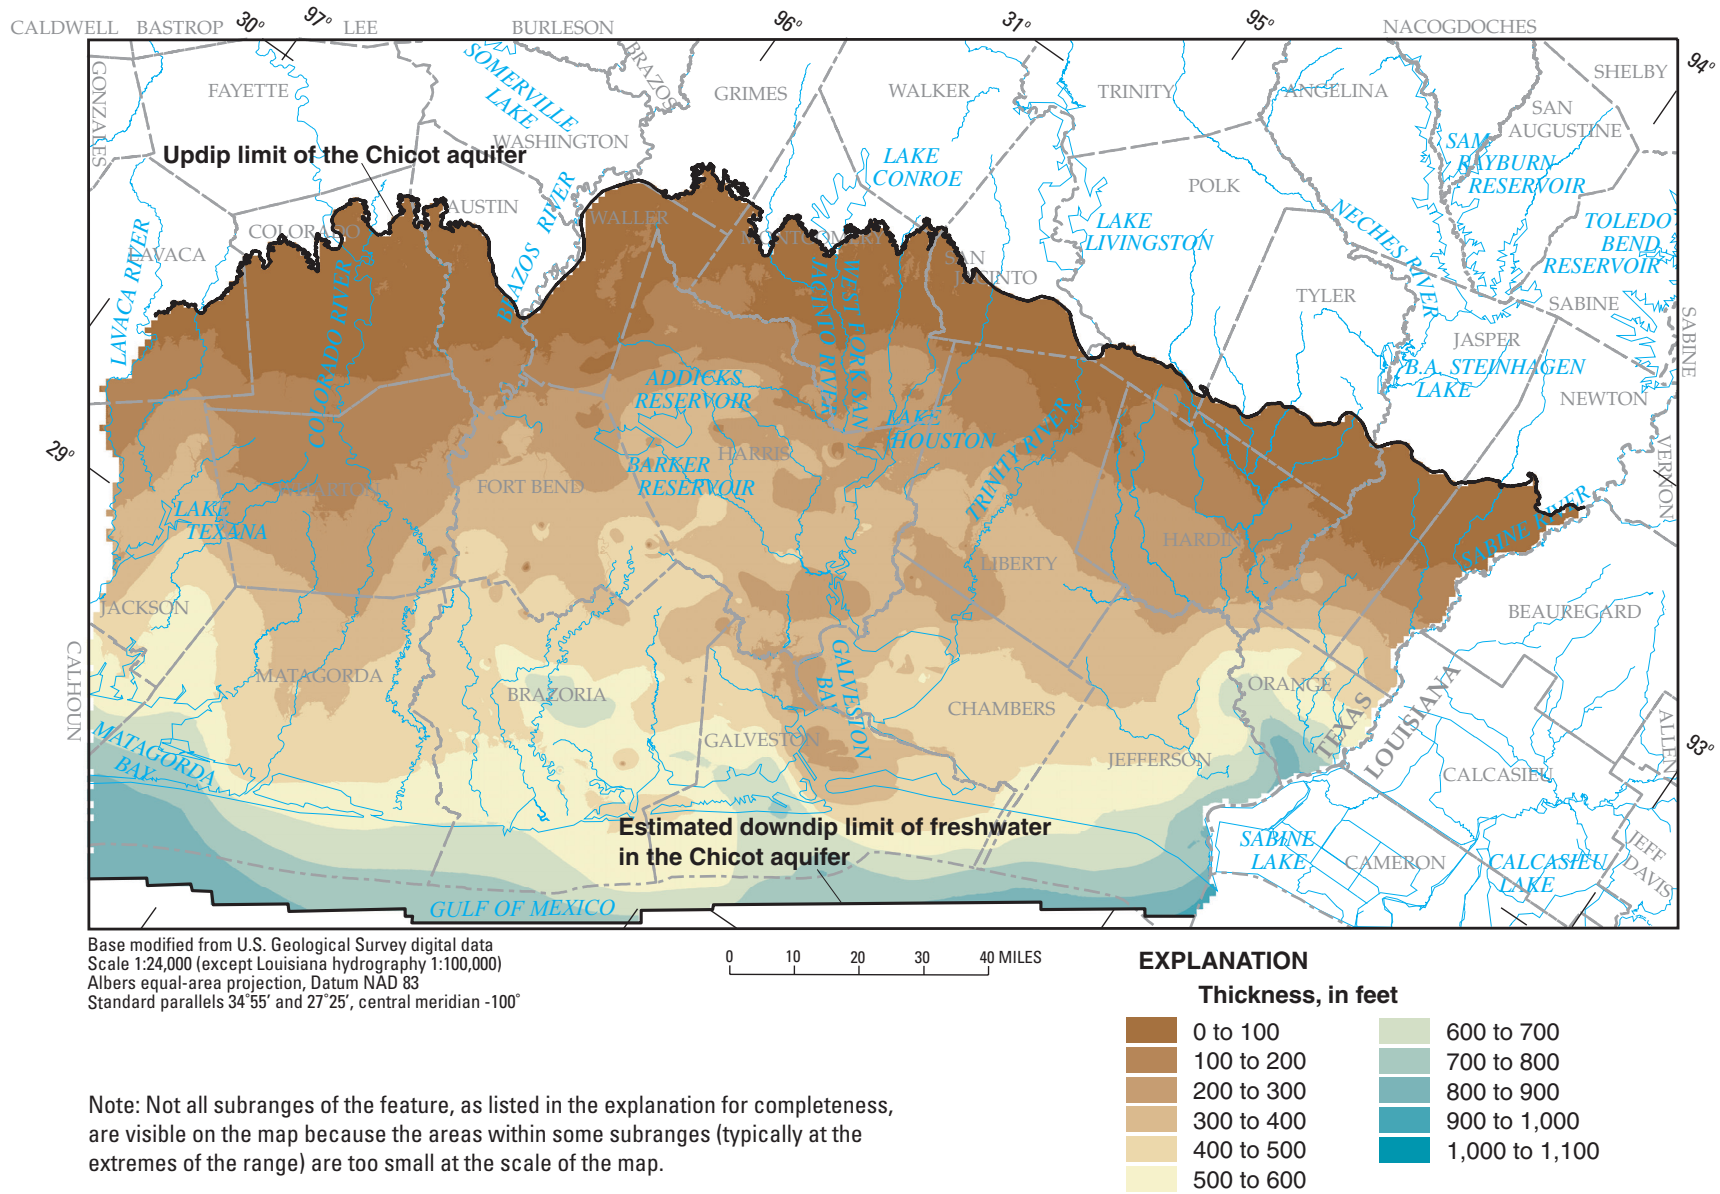 CALDWELL
BASTROP
30°
97°
LEE
BURLESON
96°
31°
95°
NACOGDOCHES
94°
GONZALES
FAYETTE
SOMERVILLE
LAKE
BRAZOS
GRIMES
WALKER
TRINITY
ANGELINA
SHELBY
SAN
AUGUSTINE
WASHINGTON
Updip limit of the Chicot aquifer
LAKE
CONROE
SAM
RAYBURN
RESERVOIR
POLK
AUSTIN
BRAZOS RIVER
WALLER
COLORADO
LAVACA
LAVACA RIVER
MONTGOMERY
SAN
JACINTO
LAKE
LIVINGSTON
NECHES RIVER
TOLEDO
BEND
RESERVOIR
TYLER
SABINE
SABINE
JASPER
COLORADO RIVER
WEST FORK SAN
JACINTO RIVER
B.A. STEINHAGEN
LAKE
NEWTON
ADDICKS
RESERVOIR
LAKE
HOUSTON
TRINITY RIVER
29°
HARRIS
BARKER
RESERVOIR
VERNON
WHARTON
FORT BEND
LAKE
TEXANA
SABINE RIVER
HARDIN
LIBERTY
JACKSON
BEAUREGARD
CALHOUN
MATAGORDA
BRAZORIA
GALVESTON
BAY
CHAMBERS
ORANGE
TEXAS
LOUISIANA
ALLEN
93°
MATAGORDA
BAY
GALVESTON
JEFFERSON
CALCASIEU
Estimated downdip limit of freshwater
in the Chicot aquifer
SABINE
LAKE
CAMERON
CALCASIEU
LAKE
JEFF
DAVIS
GULF OF MEXICO
Base modified from U.S. Geological Survey digital data
Scale 1:24,000 (except Louisiana hydrography 1:100,000)
Albers equal-area projection, Datum NAD 83
Standard parallels 34°55′ and 27°25′, central meridian -100°
0 10 20 30 40 MILES
EXPLANATION
Thickness, in feet
0 to 100
100 to 200
200 to 300
300 to 400
400 to 500
500 to 600
600 to 700
700 to 800
800 to 900
900 to 1,000
1,000 to 1,100
Note: Not all subranges of the feature, as listed in the explanation for completeness,
are visible on the map because the areas within some subranges (typically at the
extremes of the range) are too small at the scale of the map.